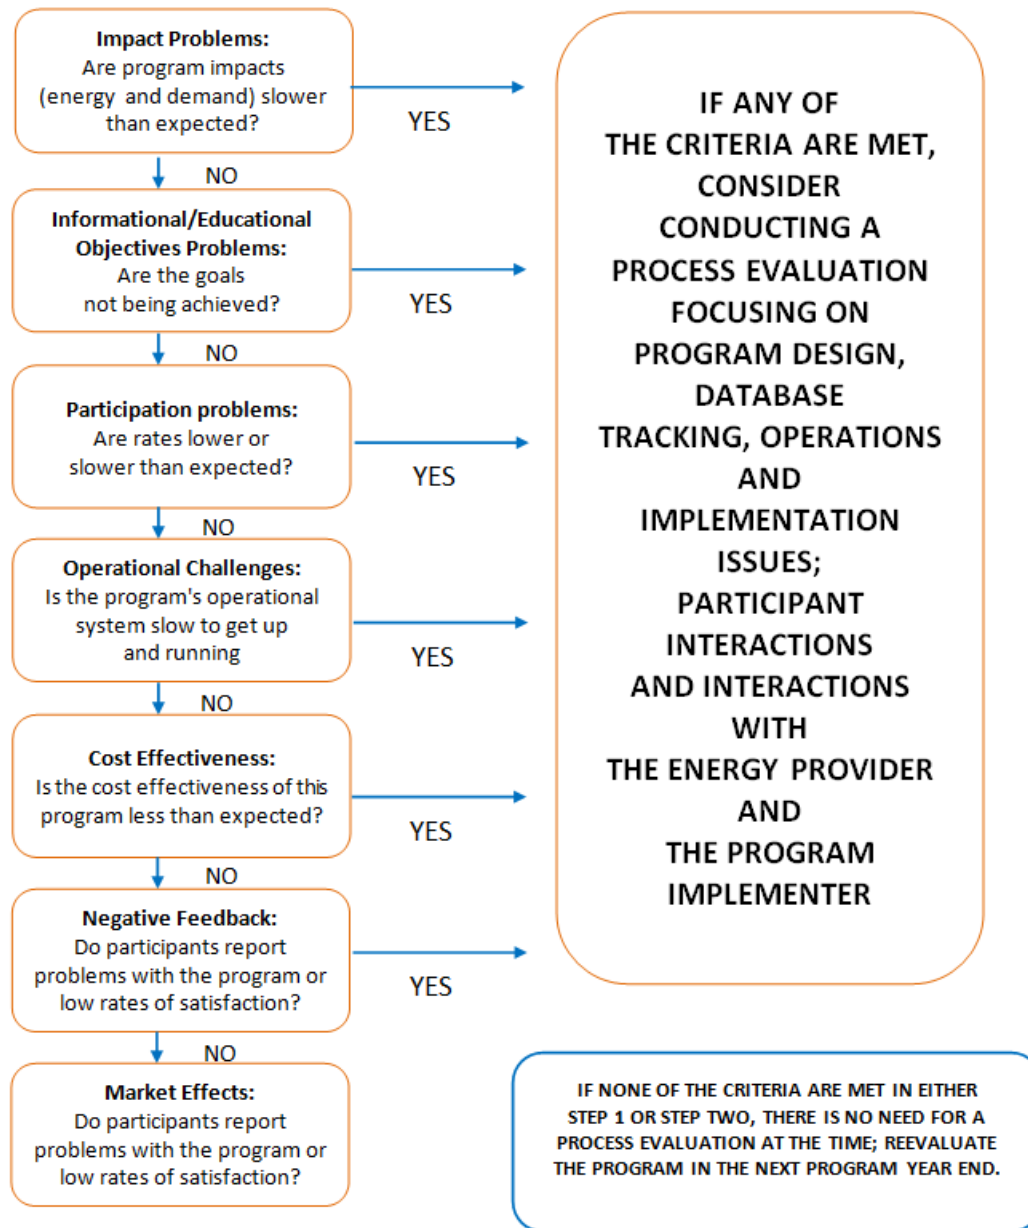 Impact Problems:
Are program impacts
(energy and demand) slower
than expected?
YES
NO
Informational/Educational
Objectives Problems:
Are the goals
not being achieved?
YES
NO
Participation problems:
Are rates lower or
slower than expected?
YES
NO
Operational Challenges:
Is the program's operational
system slow to get up
and running
YES
NO
Cost Effectiveness:
Is the cost effectiveness of this
program less than expected?
YES
NO
Negative Feedback:
Do participants report
problems with the program or
low rates of satisfaction?
YES
NO
Market Effects:
Do participants report
problems with the program or
low rates of satisfaction?
IF ANY OF
THE CRITERIA ARE MET,
CONSIDER
CONDUCTING A
PROCESS EVALUATION
FOCUSING ON
PROGRAM DESIGN,
DATABASE
TRACKING, OPERATIONS
AND
IMPLEMENTATION
ISSUES;
PARTICIPANT
INTERACTIONS
AND INTERACTIONS
WITH
THE ENERGY PROVIDER
AND
THE PROGRAM
IMPLEMENTER
IF NONE OF THE CRITERIA ARE MET IN EITHER
STEP 1 OR STEP TWO, THERE IS NO NEED FOR A
PROCESS EVALUATION AT THE TIME; REEVALUATE
THE PROGRAM IN THE NEXT PROGRAM YEAR END.